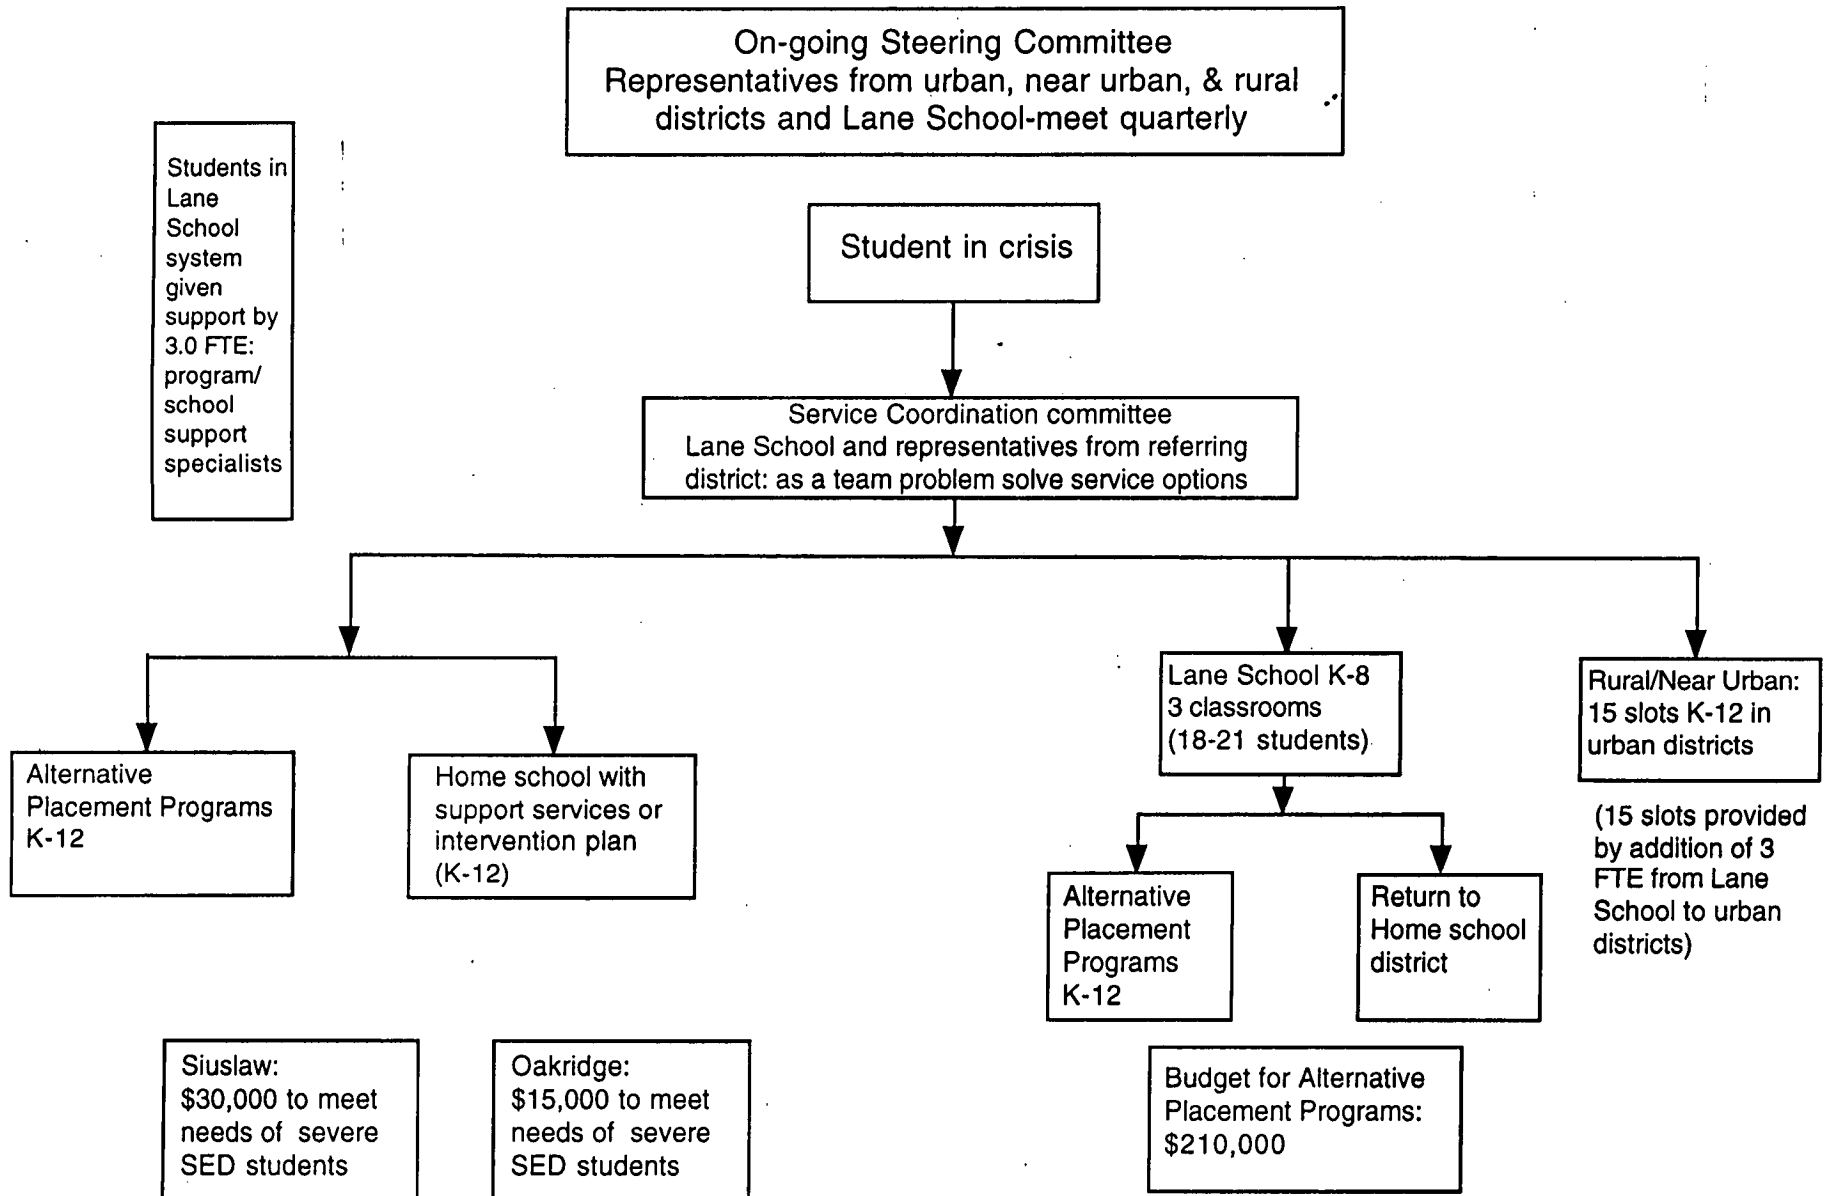 On-going Steering Committee
Representatives from urban, near urban, & rural
districts and Lane School-meet quarterly
Students in
Lane
School
system
given
support by
3.0 FTE:
program/
school
support
specialists
Student in crisis
Service Coordination committee
Lane School and representatives from referring
district: as a team problem solve service options
Alternative
Placement Programs
K-12
Home school with
support services or
intervention plan
(K-12)
Lane School K-8
3 classrooms
(18-21 students)
Rural/Near Urban:
15 slots K-12 in
urban districts
(15 slots provided
by addition of 3
FTE from Lane
School to urban
districts)
Alternative
Placement
Programs
K-12
Return to
Home school
district
Siuslaw:
$30,000 to meet
needs of severe
SED students
Oakridge:
$15,000 to meet
needs of severe
SED students
Budget for Alternative
Placement Programs:
$210,000